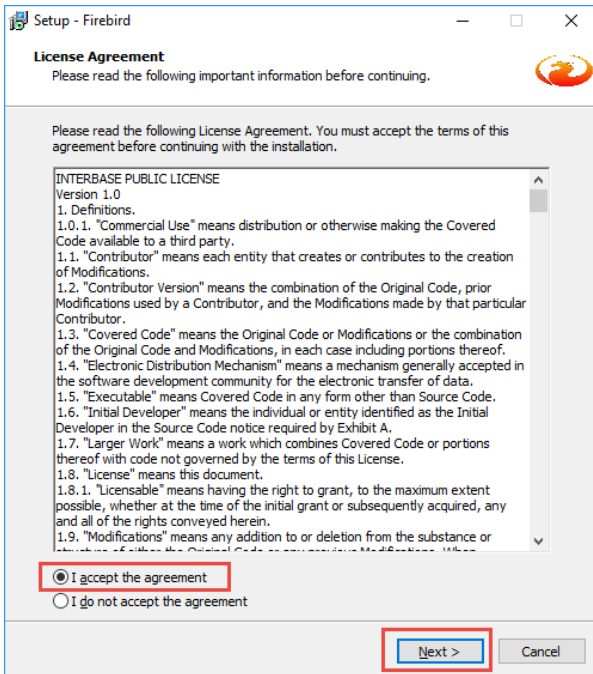 Setup - Firebird
License Agreement
Please read the following important information before continuing.
Please read the following License Agreement. You must accept the terms of this
agreement before continuing with the installation.
INTERBASE PUBLIC LICENSE
Version 1.0
1. Definitions.
1.0.1. "Commercial Use" means distribution or otherwise making the Covered
Code available to a third party.
1.1. "Contributor" means each entity that creates or contributes to the creation
of Modifications.
1.2. "Contributor Version" means the combination of the Original Code, prior
Modifications used by a Contributor, and the Modifications made by that particular
Contributor.
1.3. "Covered Code" means the Original Code or Modifications or the combination
of the Original Code and Modifications, in each case including portions thereof.
1.4. "Electronic Distribution Mechanism" means a mechanism generally accepted in
the software development community for the electronic transfer of data.
1.5. "Executable" means Covered Code in any form other than Source Code.
1.6. "Initial Developer" means the individual or entity identified as the Initial
Developer in the Source Code notice required by Exhibit A.
1.7. "Larger Work" means a work which combines Covered Code or portions
thereof with code not governed by the terms of this License.
1.8. "License" means this document.
1.8.1. "Licensable" means having the right to grant, to the maximum extent
possible, whether at the time of the initial grant or subsequently acquired, any
and all of the rights conveyed herein.
1.9. "Modifications" means any addition to or deletion from the substance or
structure of either the Original Code or any previous Modifications. When
I accept the agreement
I do not accept the agreement
Next >
Cancel